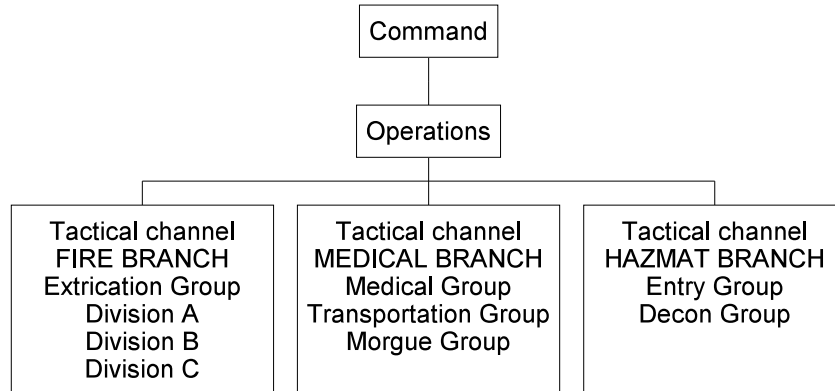 Command
Operations
Tactical channel
FIRE BRANCH
Extrication Group
Division A
Division B
Division C
Tactical channel
MEDICAL BRANCH
Medical Group
Transportation Group
Morgue Group
Tactical channel
HAZMAT BRANCH
Entry Group
Decon Group